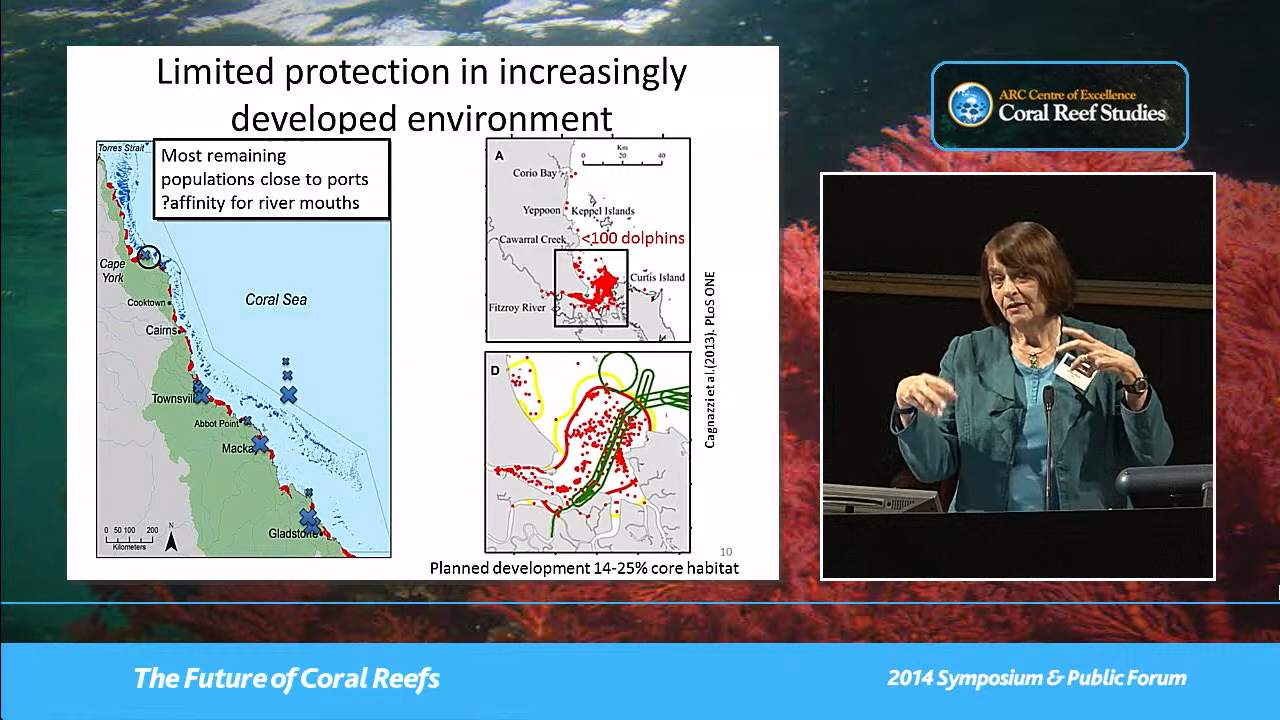 Limited protection in increasingly
developed environment
Torres Strait
Most remaining
populations close to ports
?affinity for river mouths
Cape
York
Cooktown
Coral Sea
Cairns
Townsvil
Abbot Point
Macka
Gladstone
0 50 100 200
Kilometers
N
A
Km
0 20 40
Corio Bay
Yeppoon
Keppel Islands
Cawarral Creek
<100 dolphins
Curtis Island
Fitzroy River
D
Cagnazzi et al.(2013). PLoS ONE
10
Planned development 14-25% core habitat
ARC Centre of Excellence
Coral Reef Studies
The Future of Coral Reefs
2014 Symposium & Public Forum